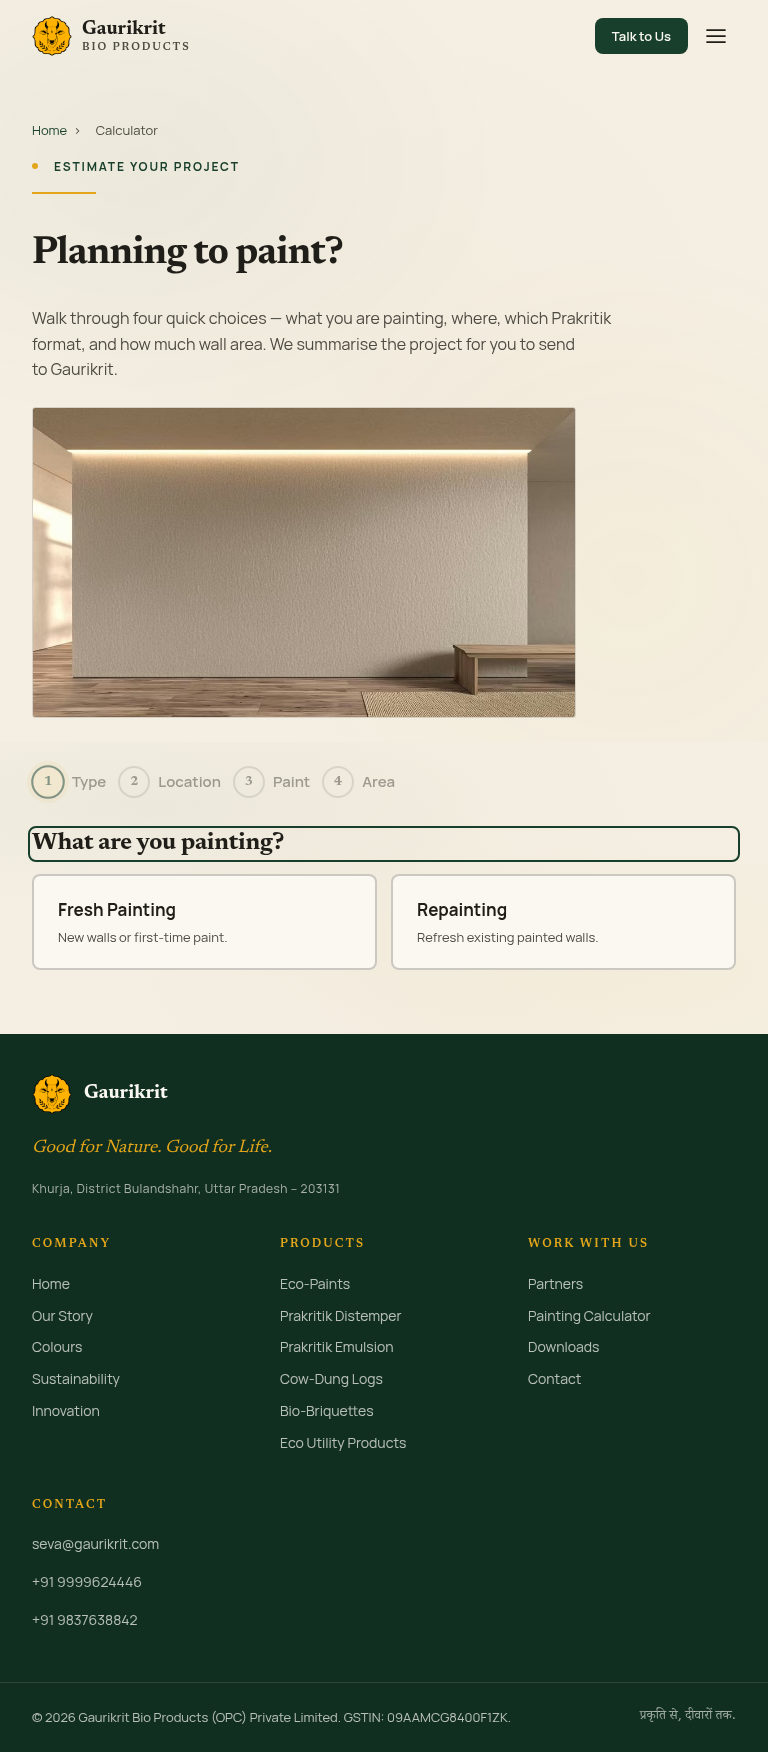 Gaurikrit
BIO PRODUCTS
Talk to Us
Home › Calculator
ESTIMATE YOUR PROJECT
Planning to paint?
Walk through four quick choices — what you are painting, where, which Prakritik
format, and how much wall area. We summarise the project for you to send
to Gaurikrit.
1 Type 2 Location 3 Paint 4 Area
What are you painting?
Fresh Painting
New walls or first-time paint.
Repainting
Refresh existing painted walls.
Gaurikrit
Good for Nature. Good for Life.
Khurja, District Bulandshahr, Uttar Pradesh – 203131
COMPANY
Home
Our Story
Colours
Sustainability
Innovation
PRODUCTS
Eco-Paints
Prakritik Distemper
Prakritik Emulsion
Cow-Dung Logs
Bio-Briquettes
Eco Utility Products
WORK WITH US
Partners
Painting Calculator
Downloads
Contact
CONTACT
seva@gaurikrit.com
+91 9999624446
+91 9837638842
© 2026 Gaurikrit Bio Products (OPC) Private Limited. GSTIN: 09AAMCG8400F1ZK.
प्रकृति से, दीवारों तक.